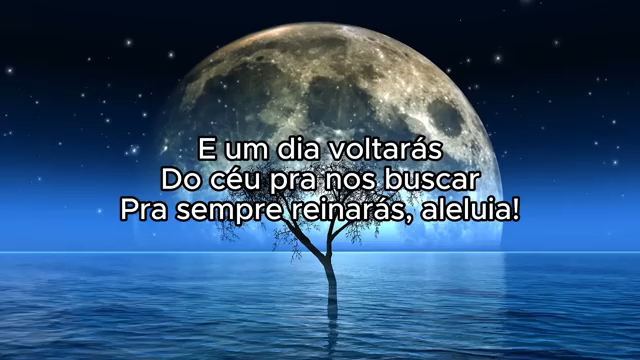 E um dia voltarás
Do céu pra nos buscar
Pra sempre reinarás, aleluia!